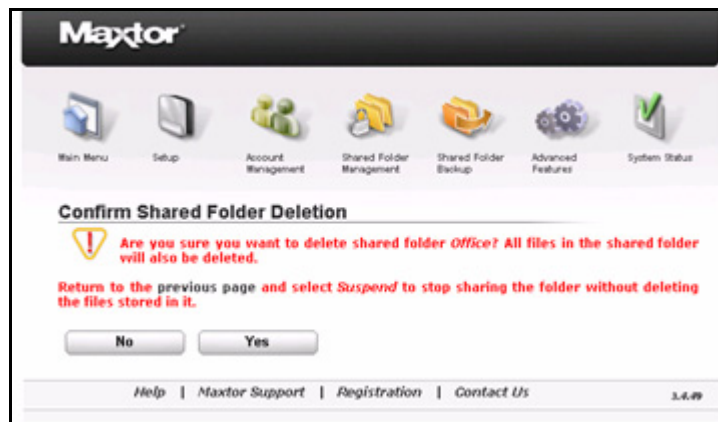 Maxtor
Main Menu
Setup
Account Management
Shared Folder Management
Shared Folder Backup
Advanced Features
System Status
Confirm Shared Folder Deletion
Are you sure you want to delete shared folder Office? All files in the shared folder
will also be deleted.
Return to the previous page and select Suspend to stop sharing the folder without deleting
the files stored in it.
No
Yes
Help | Maxtor Support | Registration | Contact Us
3.4.49